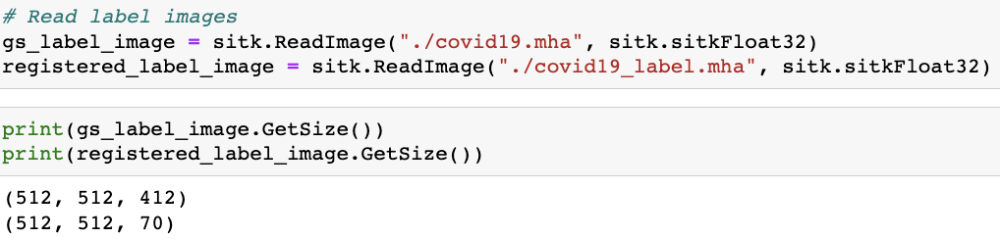 # Read label images
gs_label_image = sitk.ReadImage("./covid19.mha", sitk.sitkFloat32)
registered_label_image = sitk.ReadImage("./covid19_label.mha", sitk.sitkFloat32)
print(gs_label_image.GetSize())
print(registered_label_image.GetSize())
(512, 512, 412)
(512, 512, 70)